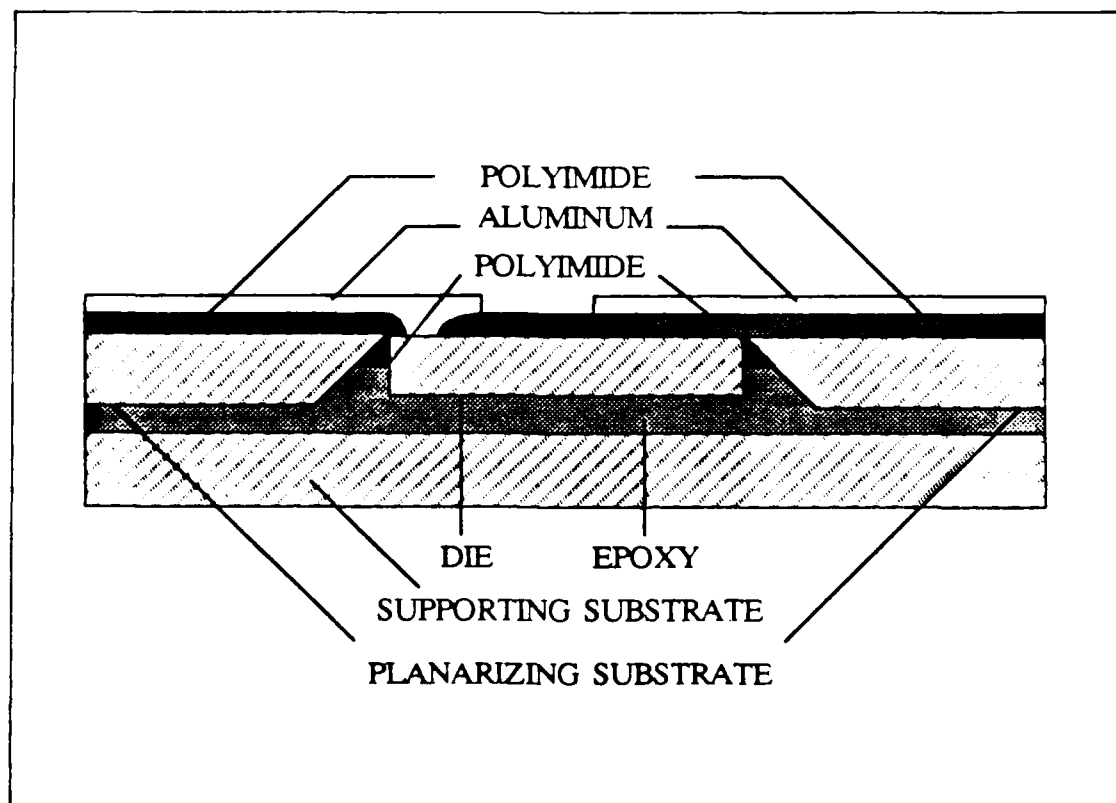 POLYIMIDE
ALUMINUM
POLYIMIDE
DIE EPOXY
SUPPORTING SUBSTRATE
PLANARIZING SUBSTRATE